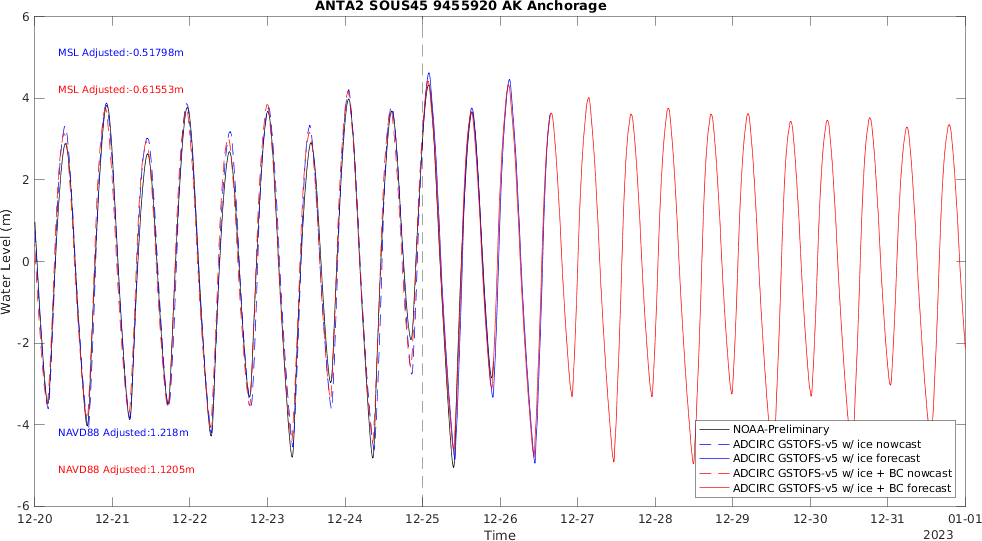 ANTA2 SOUS45 9455920 AK Anchorage
6
MSL Adjusted:-0.51798m
MSL Adjusted:-0.61553m
4
2
Water Level (m)
0
-2
-4
NAVD88 Adjusted:1.218m
NAVD88 Adjusted:1.1205m
-6
NOAA-Preliminary
ADCIRC GSTOFS-v5 w/ ice nowcast
ADCIRC GSTOFS-v5 w/ ice forecast
ADCIRC GSTOFS-v5 w/ ice + BC nowcast
ADCIRC GSTOFS-v5 w/ ice + BC forecast
12-20 12-21 12-22 12-23 12-24 12-25 12-26 12-27 12-28 12-29 12-30 12-31 01-01
Time
2023